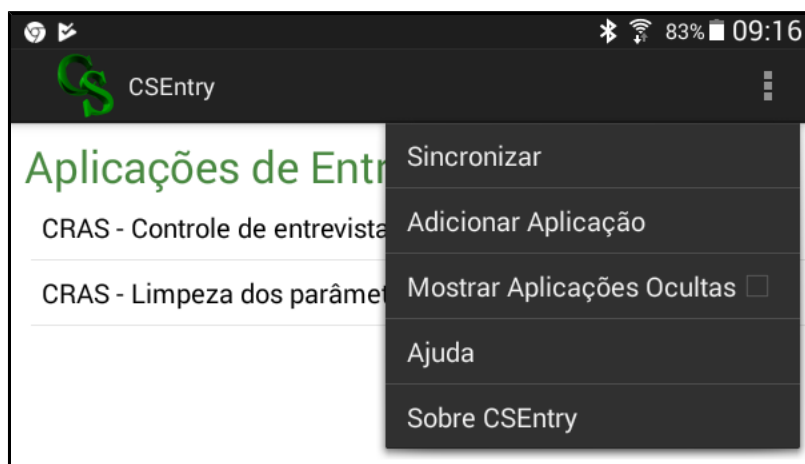 83% 09:16
CS CSEntry
Sincronizar
Aplicações de Entr
Adicionar Aplicação
CRAS - Controle de entrevista
Mostrar Aplicações Ocultas
CRAS - Limpeza dos parâmet
Ajuda
Sobre CSEntry